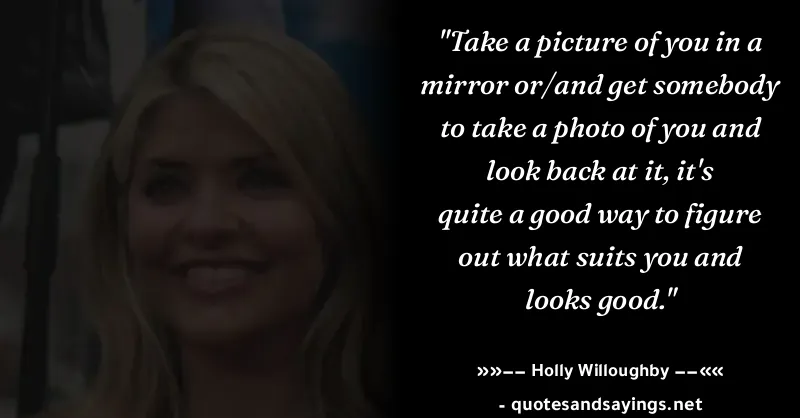 "Take a picture of you in a
mirror or/and get somebody
to take a photo of you and
look back at it, it's
quite a good way to figure
out what suits you and
looks good."
»»−− Holly Willoughby −−««
- quotesandsayings.net